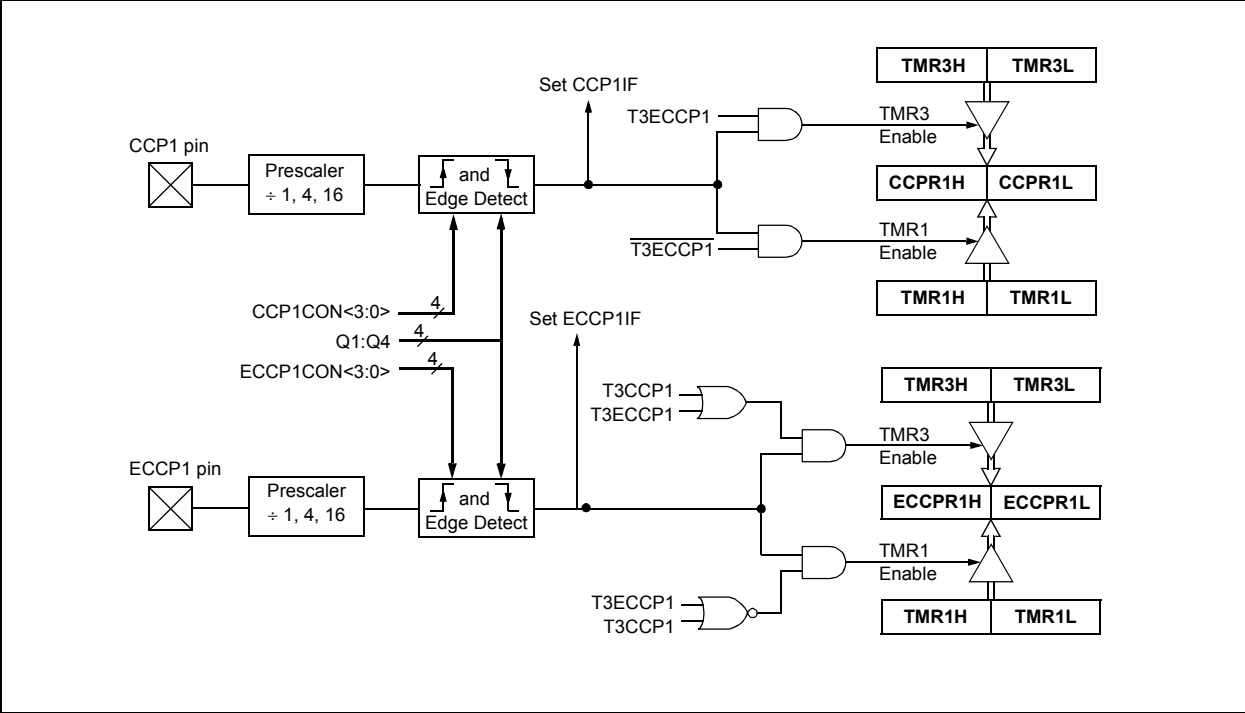 TMR3H TMR3L
Set CCP1IF
T3ECCP1
TMR3
Enable
CCP1 pin
Prescaler
÷ 1, 4, 16
and
Edge Detect
CCPR1H CCPR1L
T3ECCP1
TMR1
Enable
TMR1H TMR1L
CCP1CON<3:0> 4
Q1:Q4 4
ECCP1CON<3:0> 4
Set ECCP1IF
TMR3H TMR3L
T3CCP1
T3ECCP1
TMR3
Enable
ECCP1 pin
Prescaler
÷ 1, 4, 16
and
Edge Detect
ECCPR1H ECCPR1L
TMR1
Enable
T3ECCP1
T3CCP1
TMR1H TMR1L